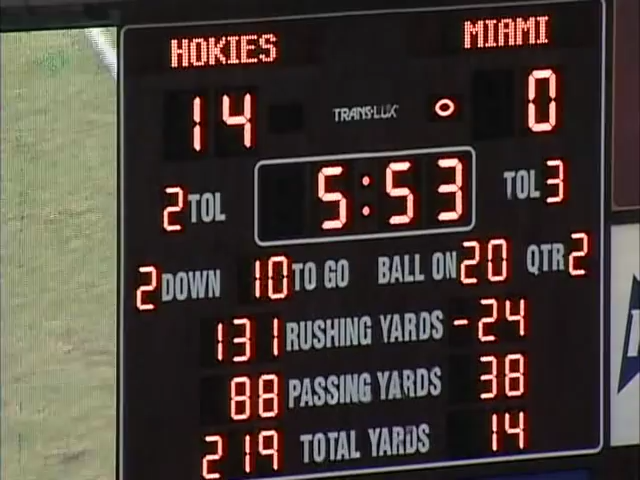 HOKIES MIAMI
14 TRANS-LUX 0
2 TOL 5:53 TOL 3
2 DOWN 10 TO GO BALL ON 20 QTR 2
131 RUSHING YARDS -24
88 PASSING YARDS 38
219 TOTAL YARDS 14